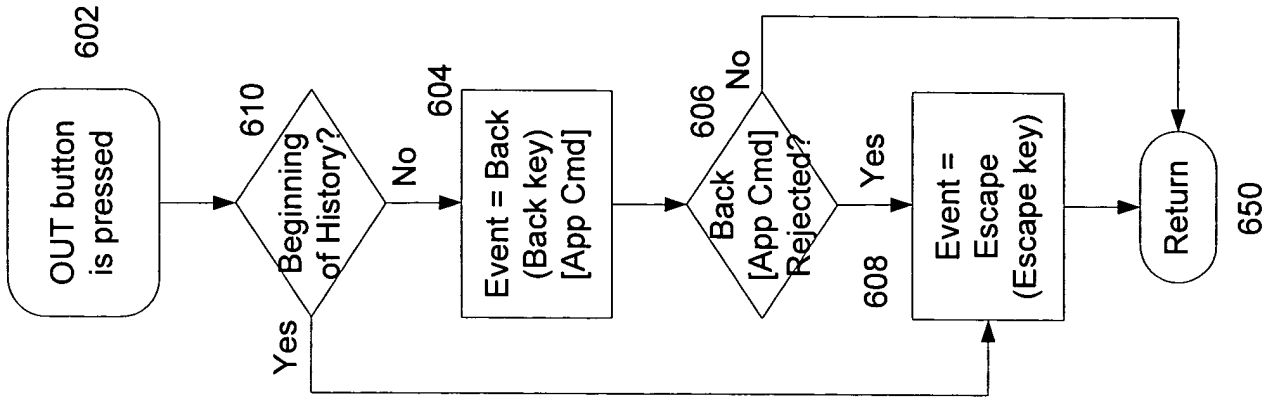 OUT button
is pressed
602
Beginning
of History?
610
Yes
No
Event = Back
(Back key)
[App Cmd]
604
Back
[App Cmd]
Rejected?
606
No
Yes
608
Event =
Escape
(Escape key)
Return
650